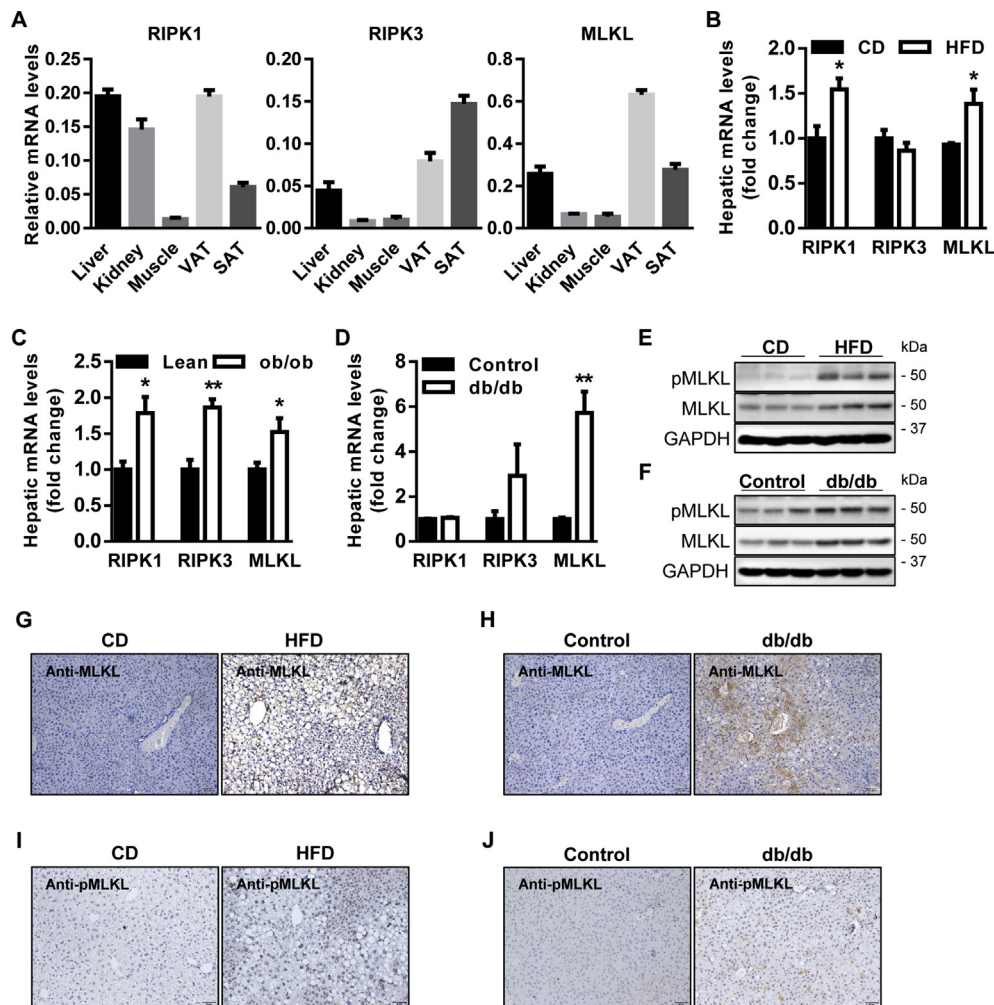 A
RIPK1
RIPK3
MLKL
Relative mRNA levels
0.25
0.20
0.15
0.10
0.05
0.00
Liver
Kidney
Muscle
VAT
SAT
0.20
0.15
0.10
0.05
0.00
Liver
Kidney
Muscle
VAT
SAT
0.8
0.6
0.4
0.2
0.0
Liver
Kidney
Muscle
VAT
SAT
B
CD HFD
Hepatic mRNA levels
(fold change)
2.0
1.5
1.0
0.5
0.0
* *
RIPK1 RIPK3 MLKL
C
Lean ob/ob
Hepatic mRNA levels
(fold change)
2.5
2.0
1.5
1.0
0.5
0.0
* ** *
RIPK1 RIPK3 MLKL
D
Control
db/db
Hepatic mRNA levels
(fold change)
8
6
4
2
0
**
RIPK1 RIPK3 MLKL
E
CD HFD kDa
pMLKL - 50
MLKL - 50
GAPDH - 37
F
Control db/db kDa
pMLKL - 50
MLKL - 50
GAPDH - 37
G
CD HFD
Anti-MLKL Anti-MLKL
H
Control db/db
Anti-MLKL Anti-MLKL
I
CD HFD
Anti-pMLKL Anti-pMLKL
J
Control db/db
Anti-pMLKL Anti-pMLKL